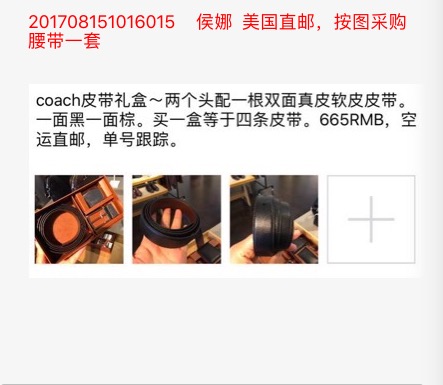 201708151016015 侯娜 美国直邮，按图采购
腰带一套
coach皮带礼盒～两个头配一根双面真皮软皮皮带。
一面黑一面棕。买一盒等于四条皮带。665RMB，空
运直邮，单号跟踪。